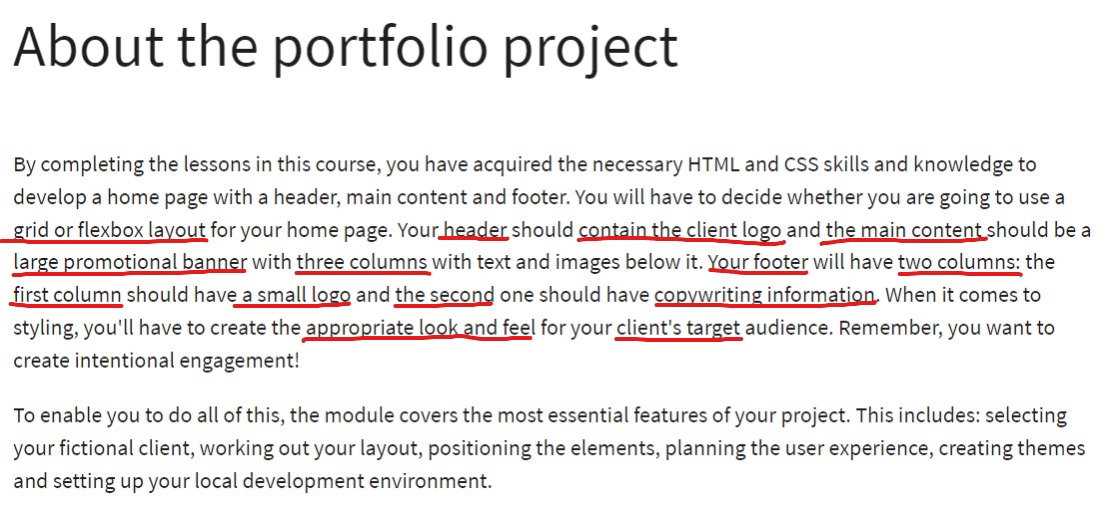 About the portfolio project
By completing the lessons in this course, you have acquired the necessary HTML and CSS skills and knowledge to
develop a home page with a header, main content and footer. You will have to decide whether you are going to use a
grid or flexbox layout for your home page. Your header should contain the client logo and the main content should be a
large promotional banner with three columns with text and images below it. Your footer will have two columns: the
first column should have a small logo and the second one should have copywriting information. When it comes to
styling, you'll have to create the appropriate look and feel for your client's target audience. Remember, you want to
create intentional engagement!
To enable you to do all of this, the module covers the most essential features of your project. This includes: selecting
your fictional client, working out your layout, positioning the elements, planning the user experience, creating themes
and setting up your local development environment.